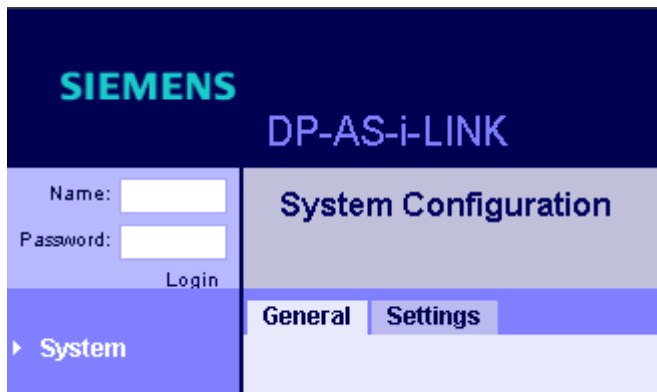 SIEMENS
DP-AS-i-LINK
Name:
Password:
Login
System Configuration
General Settings
System